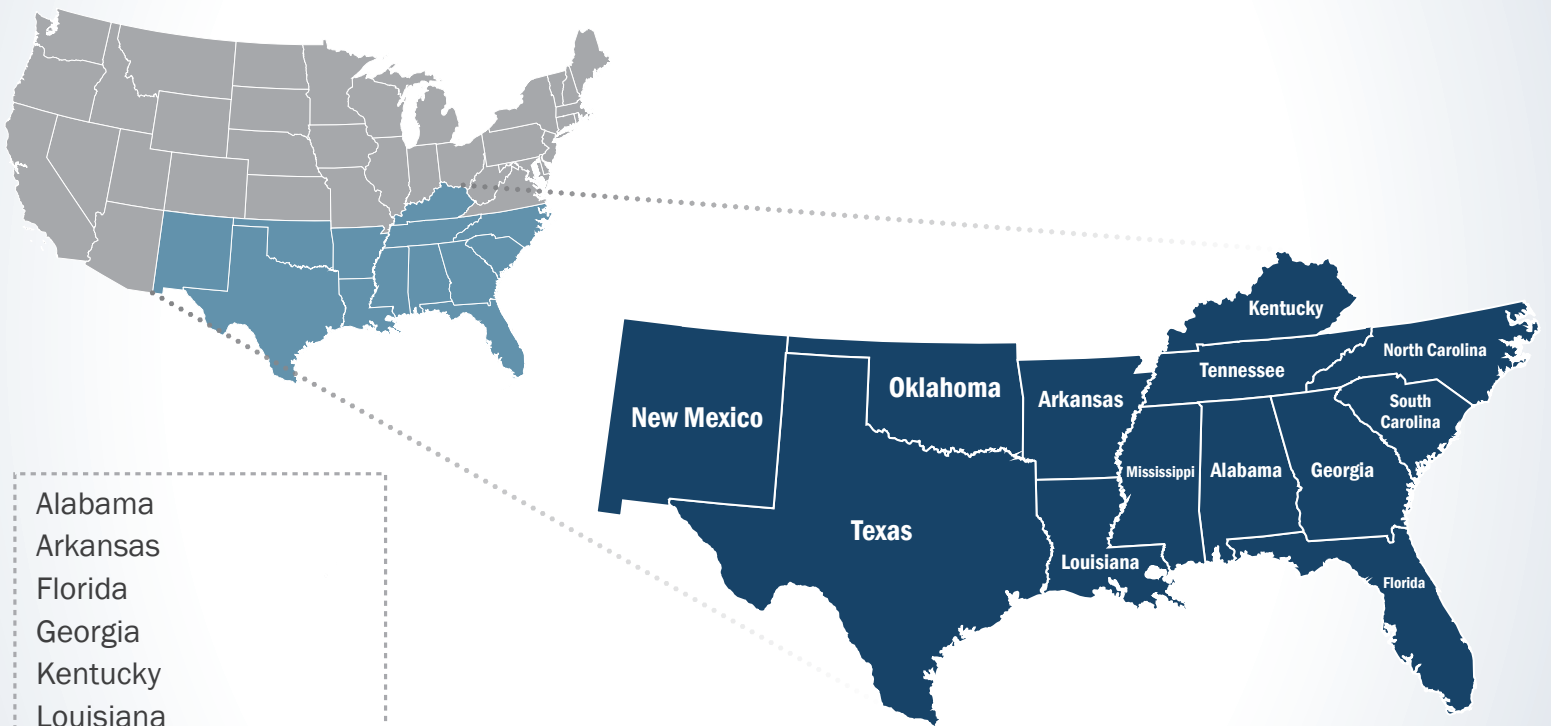 Kentucky
North Carolina
Tennessee
Oklahoma
Arkansas
South
Carolina
New Mexico
Mississippi
Alabama
Georgia
Texas
Louisiana
Florida
Alabama
Arkansas
Florida
Georgia
Kentucky
Louisiana